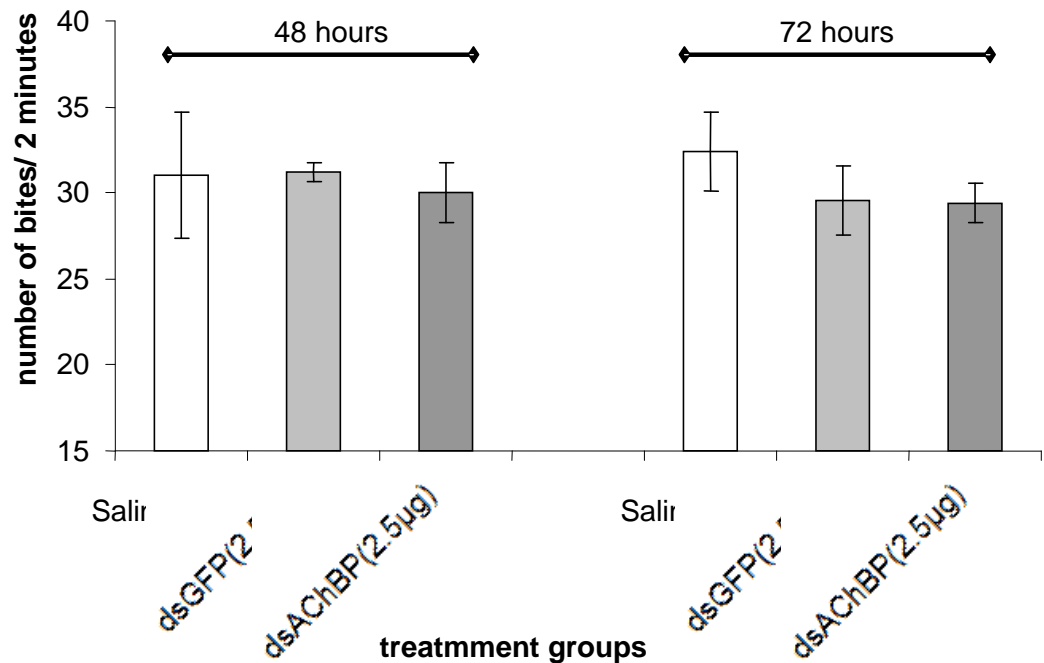 40
48 hours
72 hours
35
30
25
20
15
number of bites/ 2 minutes
dsAChBP(2.5µg)
dsAChBP(2.5µg)
treatmment groups